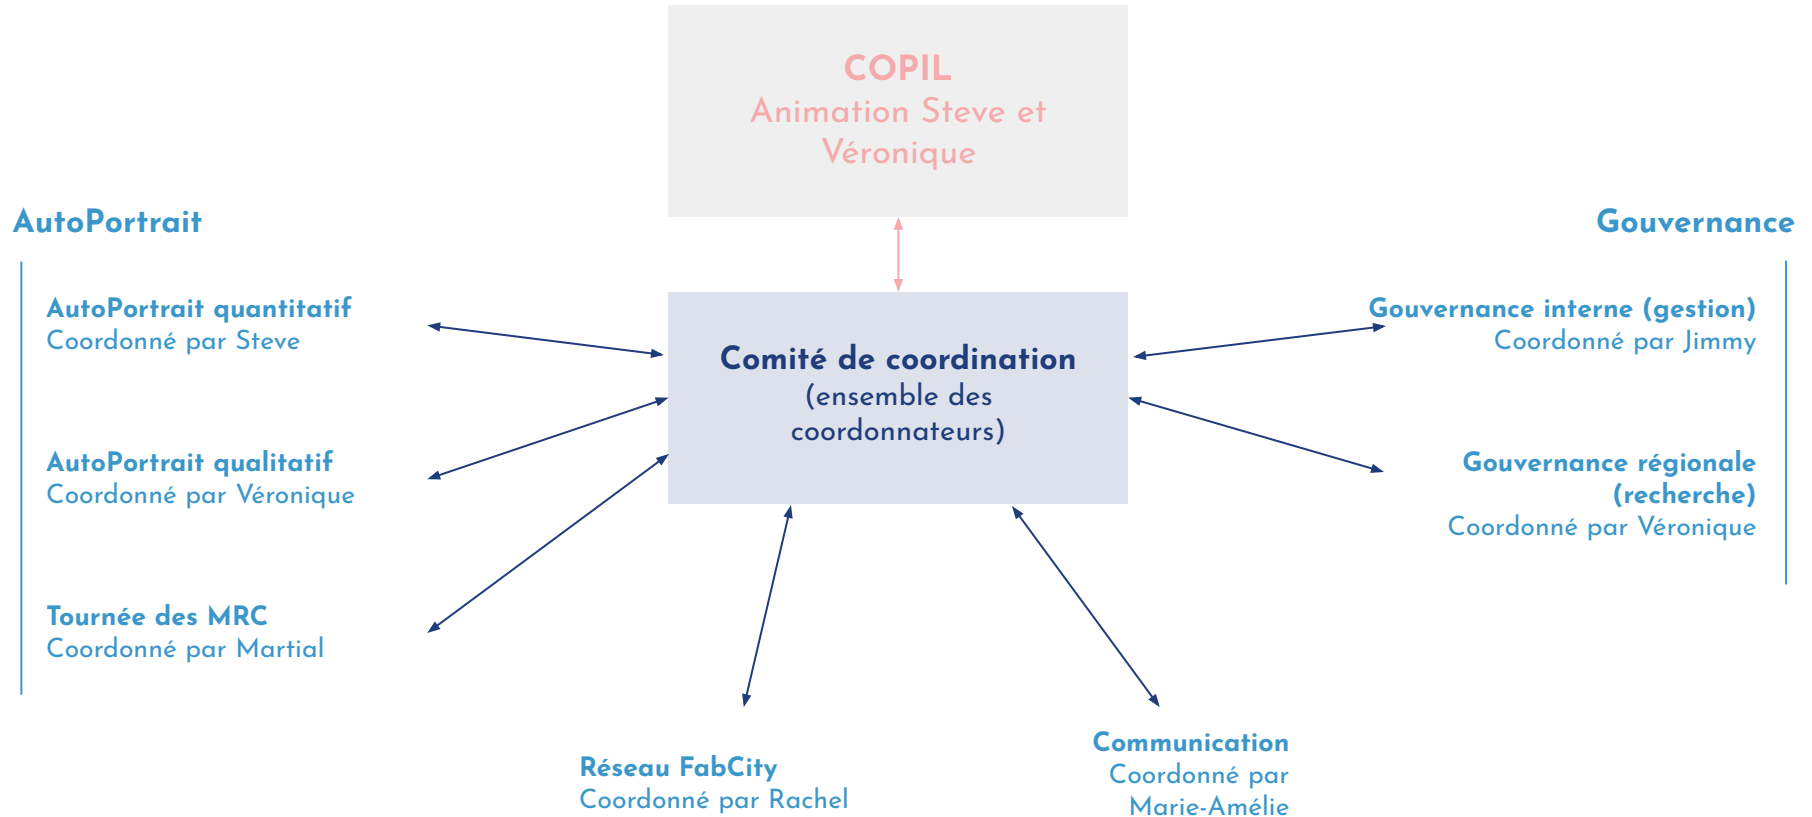 COPIL
Animation Steve et
Véronique
AutoPortrait
AutoPortrait quantitatif
Coordonné par Steve
AutoPortrait qualitatif
Coordonné par Véronique
Tournée des MRC
Coordonné par Martial
Comité de coordination
(ensemble des
coordonnateurs)
Gouvernance
Gouvernance interne (gestion)
Coordonné par Jimmy
Gouvernance régionale
(recherche)
Coordonné par Véronique
Réseau FabCity
Coordonné par Rachel
Communication
Coordonné par
Marie-Amélie